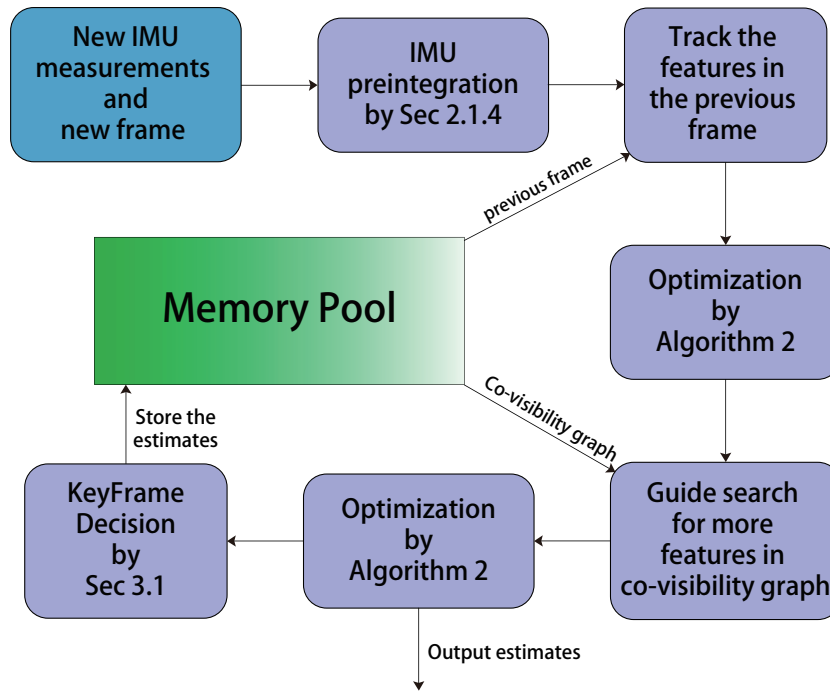 New IMU
measurements
and
new frame
IMU
preintegration
by Sec 2.1.4
Track the
features in
the previous
frame
previous frame
Memory Pool
Optimization
by
Algorithm 2
Co-visibility graph
Store the
estimates
KeyFrame
Decision
by
Sec 3.1
Optimization
by
Algorithm 2
Guide search
for more
features in
co-visibility graph
Output estimates